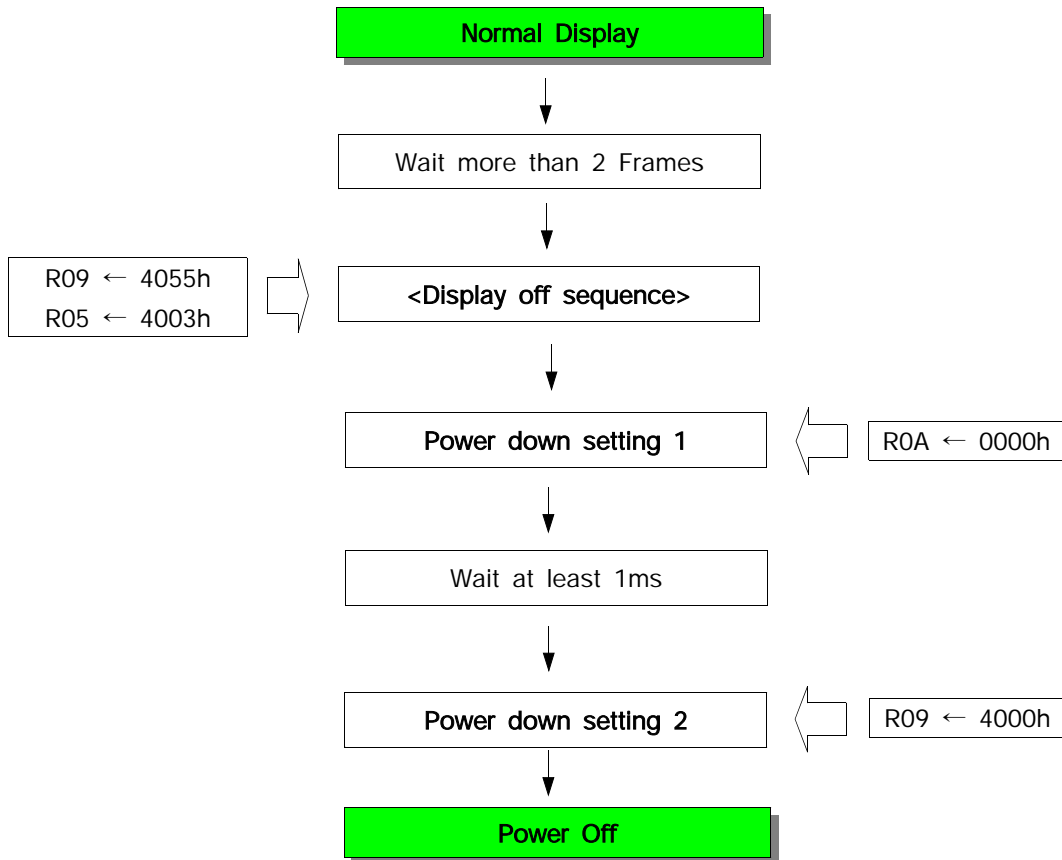 Normal Display
Wait more than 2 Frames
R09 ← 4055h
R05 ← 4003h
<Display off sequence>
Power down setting 1
R0A ← 0000h
Wait at least 1ms
Power down setting 2
R09 ← 4000h
Power Off